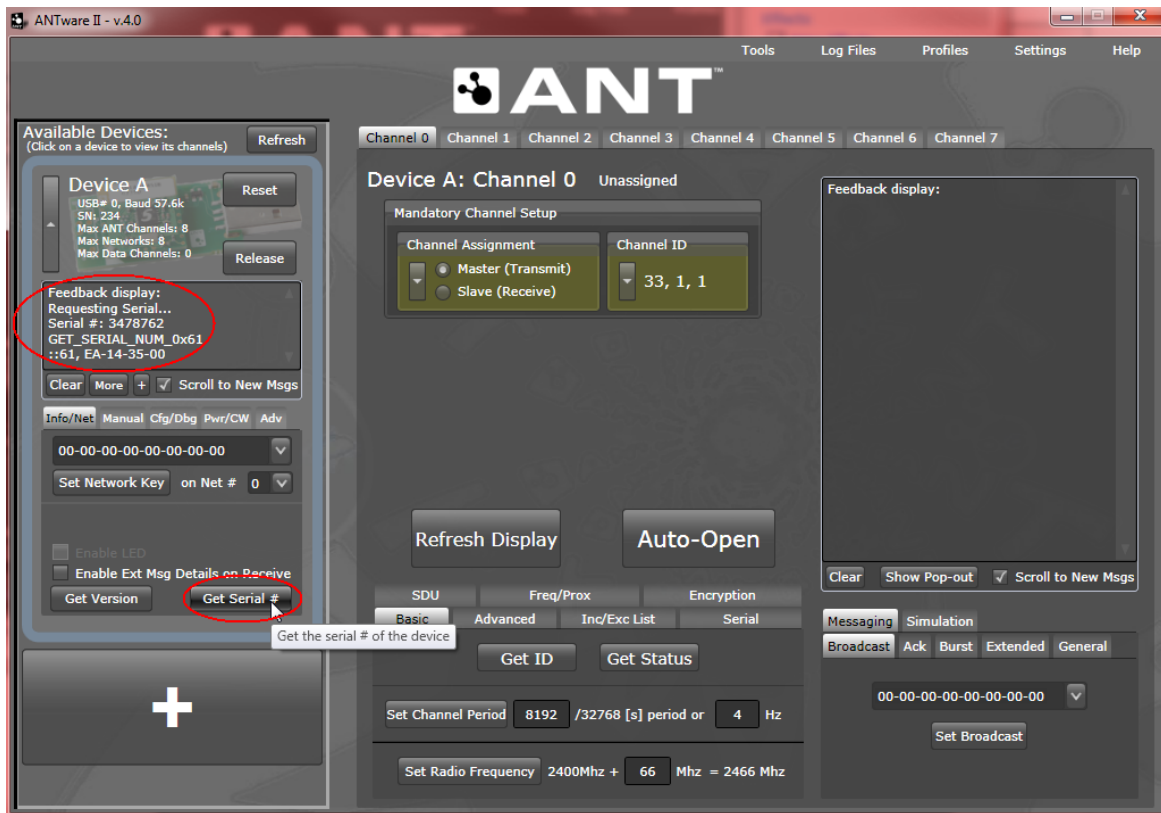 ANTware II - v.4.0
Tools Log Files Profiles Settings Help
ANT™
Available Devices:
(Click on a device to view its channels)
Refresh
Device A
USB# 0, Baud 57.6k
SN: 234
Max ANT Channels: 8
Max Networks: 8
Max Data Channels: 0
Reset
Release
Feedback display:
Requesting Serial...
Serial #: 3478762
GET_SERIAL_NUM_0x61
::61, EA-14-35-00
Clear More + Scroll to New Msgs
Info/Net Manual Cfg/Dbg Pwr/CW Adv
00-00-00-00-00-00-00-00
Set Network Key on Net # 0
Enable LED
Enable Ext Msg Details on Receive
Get Version Get Serial #
Get the serial # of the device
+
Channel 0 Channel 1 Channel 2 Channel 3 Channel 4 Channel 5 Channel 6 Channel 7
Device A: Channel 0 Unassigned
Mandatory Channel Setup
Channel Assignment
Master (Transmit)
Slave (Receive)
Channel ID
33, 1, 1
Refresh Display Auto-Open
SDU Freq/Prox Encryption
Basic Advanced Inc/Exc List Serial
Get ID Get Status
Set Channel Period 8192 /32768 [s] period or 4 Hz
Set Radio Frequency 2400Mhz + 66 Mhz = 2466 Mhz
Feedback display:
Clear Show Pop-out Scroll to New Msgs
Messaging Simulation
Broadcast Ack Burst Extended General
00-00-00-00-00-00-00-00
Set Broadcast